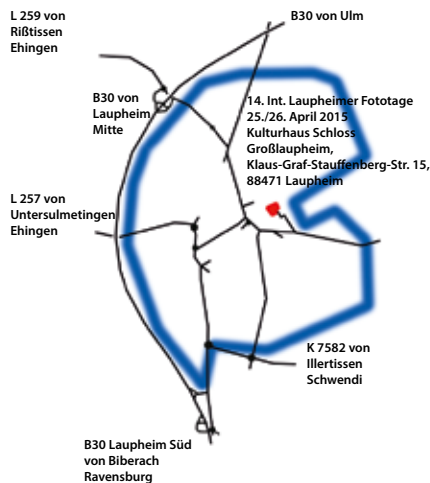 L 259 von
Rißtissen
Ehingen
B30 von Ulm
B30 von
Laupheim
Mitte
14. Int. Laupheimer Fototage
25./26. April 2015
Kulturhaus Schloss
Großlaupheim,
Klaus-Graf-Stauffenberg-Str. 15,
88471 Laupheim
L 257 von
Untersulmetingen
Ehingen
K 7582 von
Illertissen
Schwendi
B30 Laupheim Süd
von Biberach
Ravensburg